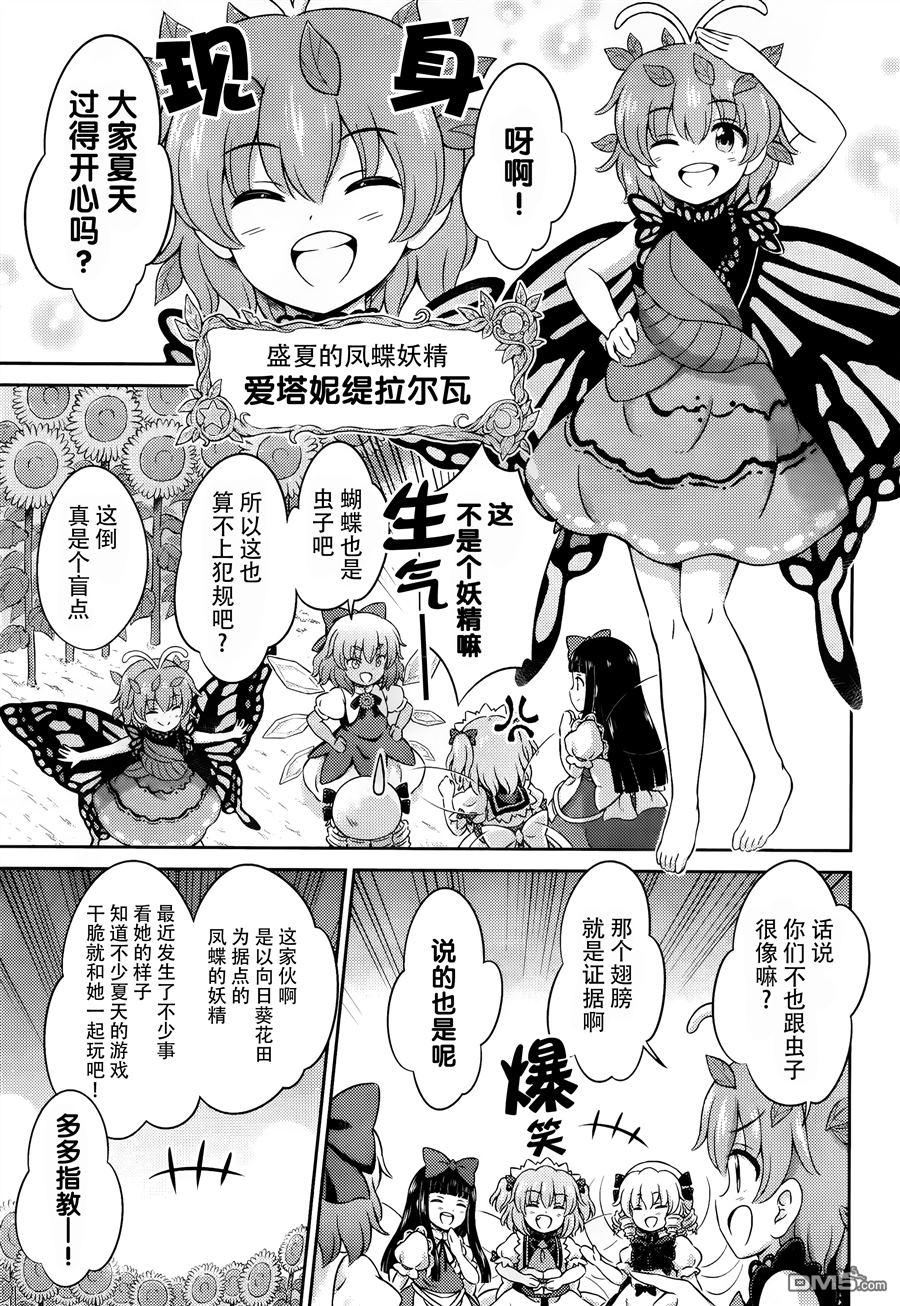 现身
呀啊！
大家夏天
过得开心吗？
盛夏的凤蝶妖精
爱塔妮缇拉尔瓦
这
不是个妖精嘛
生气——
蝴蝶也是
虫子吧
所以这也
算不上犯规吧？
这倒
真是个盲点
话说
你们不也跟虫子
很像嘛？
那个翅膀
就是证据啊
说的也是呢
爆笑
这家伙啊
是以向日葵花田
为据点的
凤蝶的妖精
最近发生了不少事
看她的样子
知道不少夏天的游戏
干脆就和她一起玩吧！
多多指教——！
DM5.com